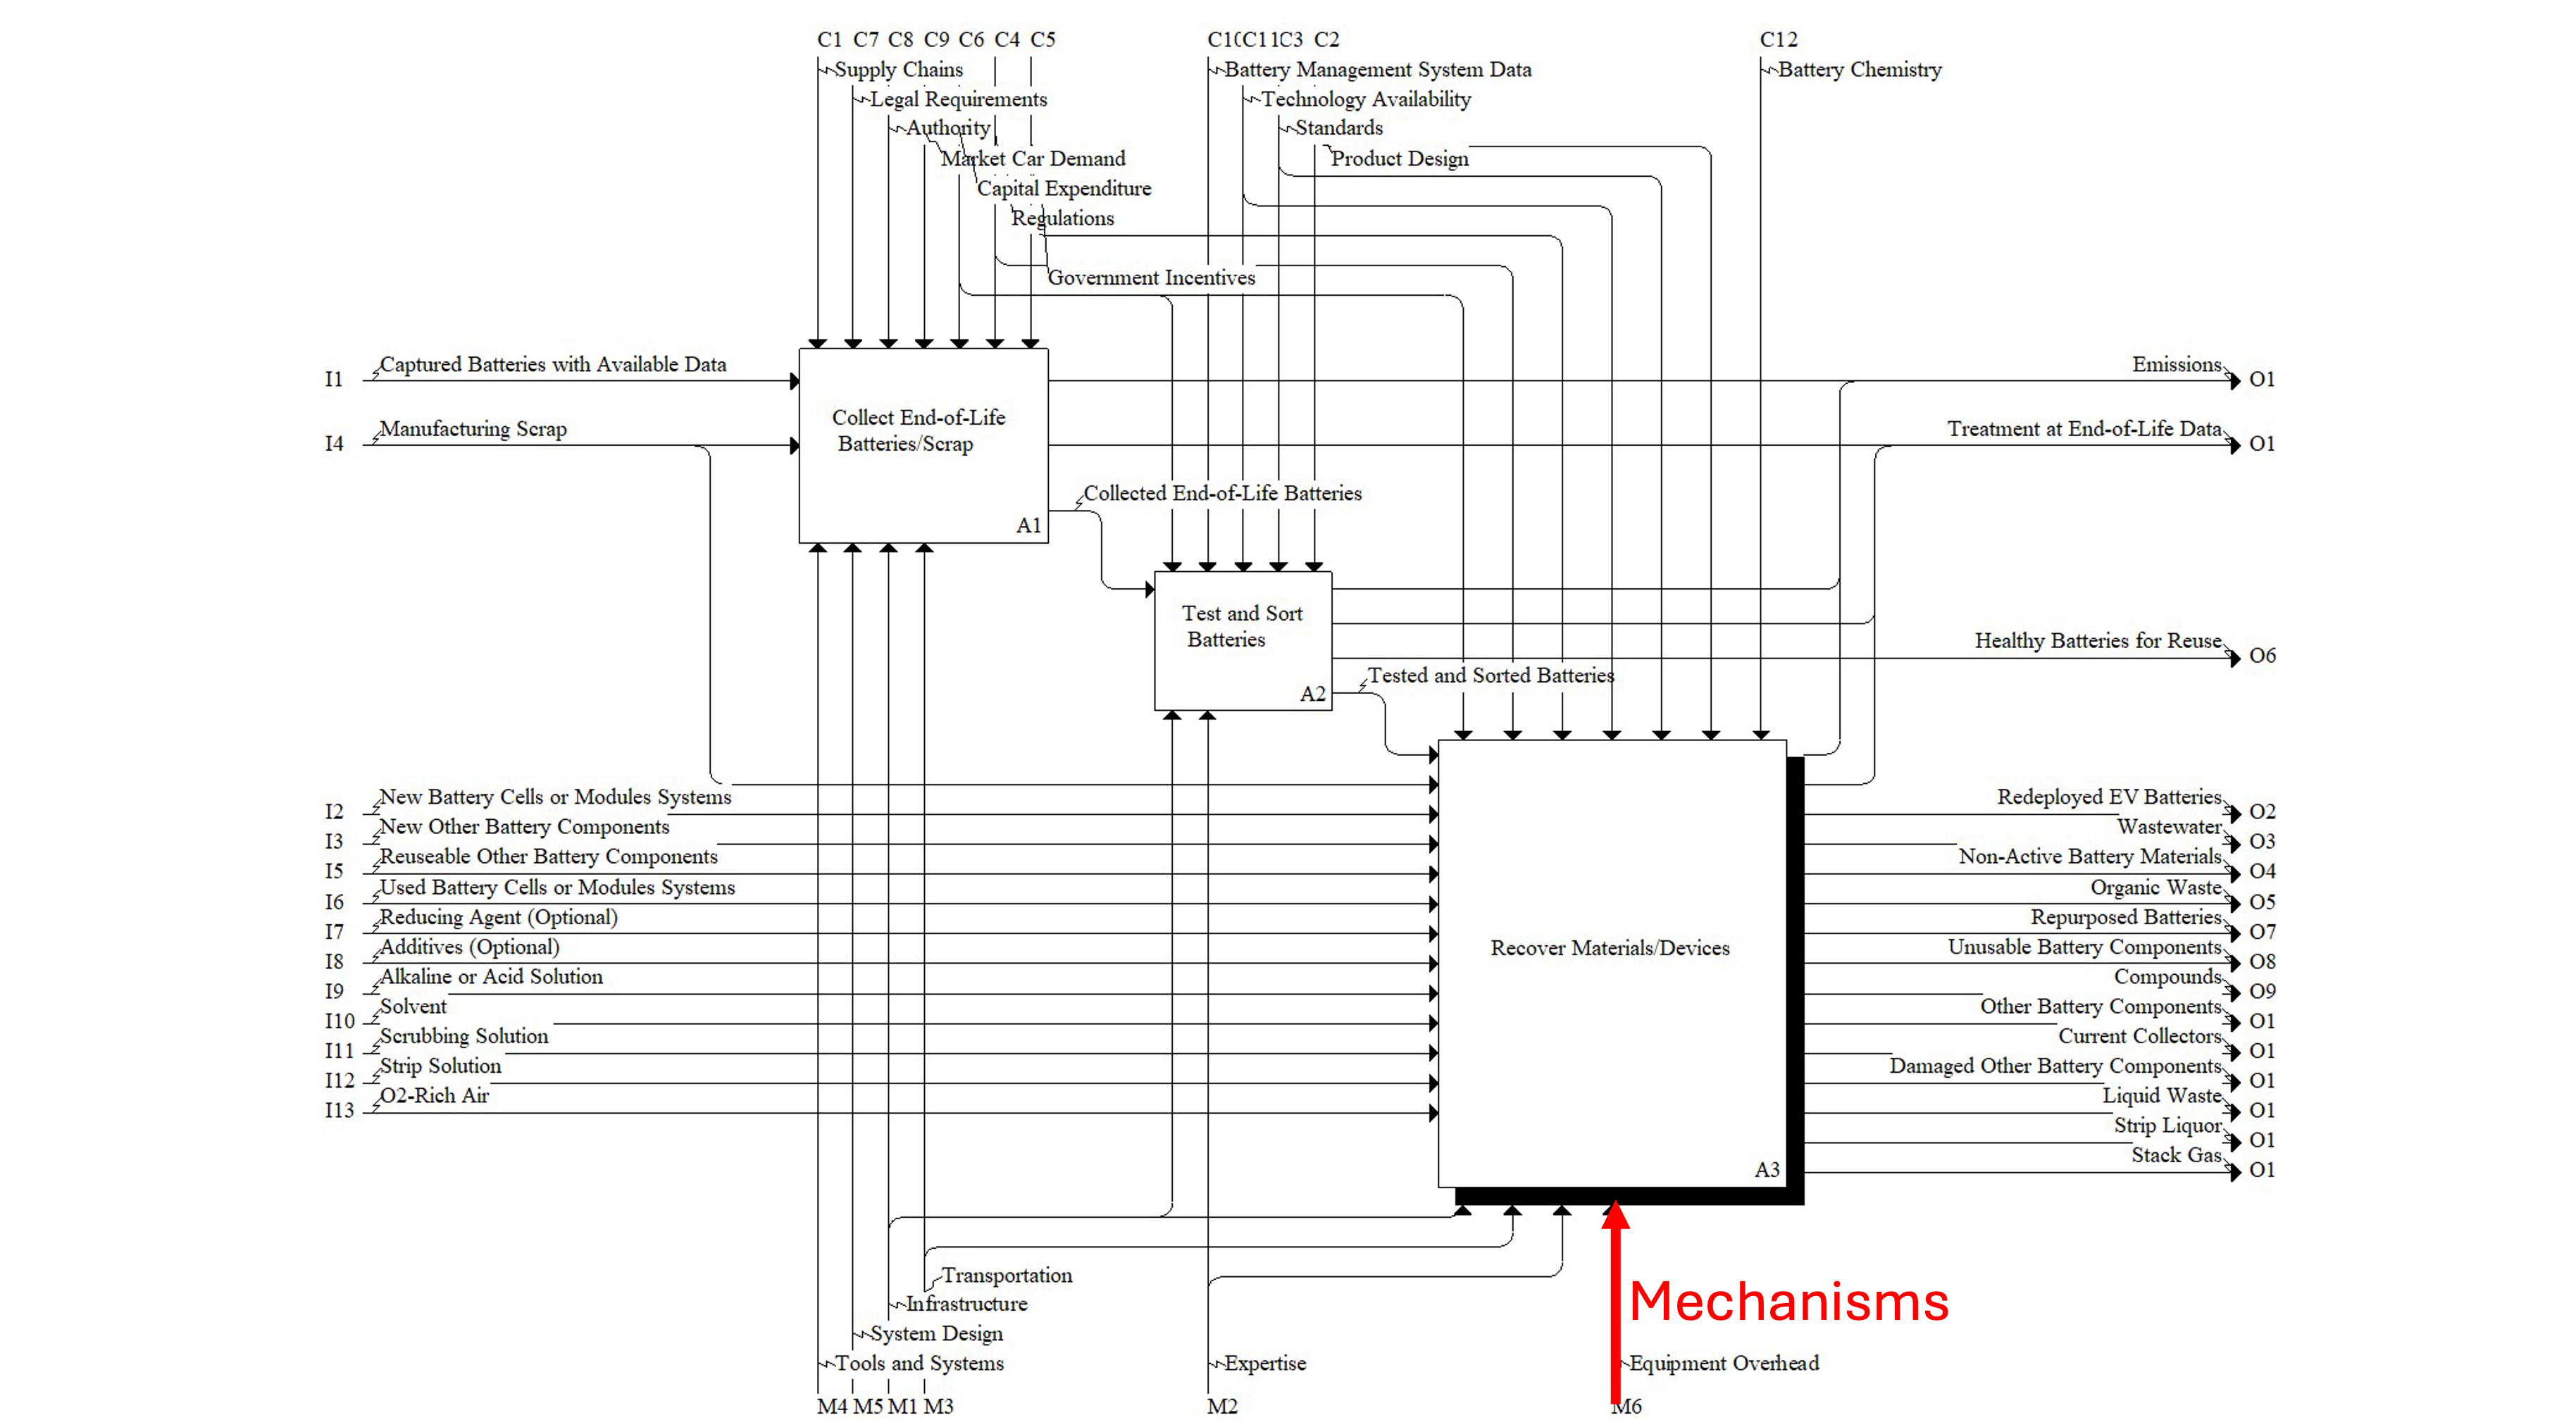 C1 C7 C8 C9 C6 C4 C5
C10 C11 C3 C2
C12
Supply Chains
Battery Management System Data
Battery Chemistry
Legal Requirements
Technology Availability
Authority
Standards
Market Car Demand
Product Design
Capital Expenditure
Regulations
Government Incentives
I1 Captured Batteries with Available Data
Emissions O1
I4 Manufacturing Scrap
Treatment at End-of-Life Data O1
Collect End-of-Life
Batteries/Scrap
A1
Collected End-of-Life Batteries
Test and Sort
Batteries
A2
Healthy Batteries for Reuse O6
Tested and Sorted Batteries
I2 New Battery Cells or Modules Systems
I3 New Other Battery Components
I5 Reuseable Other Battery Components
I6 Used Battery Cells or Modules Systems
I7 Reducing Agent (Optional)
I8 Additives (Optional)
I9 Alkaline or Acid Solution
I10 Solvent
I11 Scrubbing Solution
I12 Strip Solution
I13 O2-Rich Air
Recover Materials/Devices
A3
Redeployed EV Batteries O2
Wastewater O3
Non-Active Battery Materials O4
Organic Waste O5
Repurposed Batteries O7
Unusable Battery Components O8
Compounds O9
Other Battery Components O1
Current Collectors O1
Damaged Other Battery Components O1
Liquid Waste O1
Strip Liquor O1
Stack Gas O1
Transportation
Mechanisms
Infrastructure
System Design
Tools and Systems
Expertise
Equipment Overhead
M4 M5 M1 M3
M2
M6